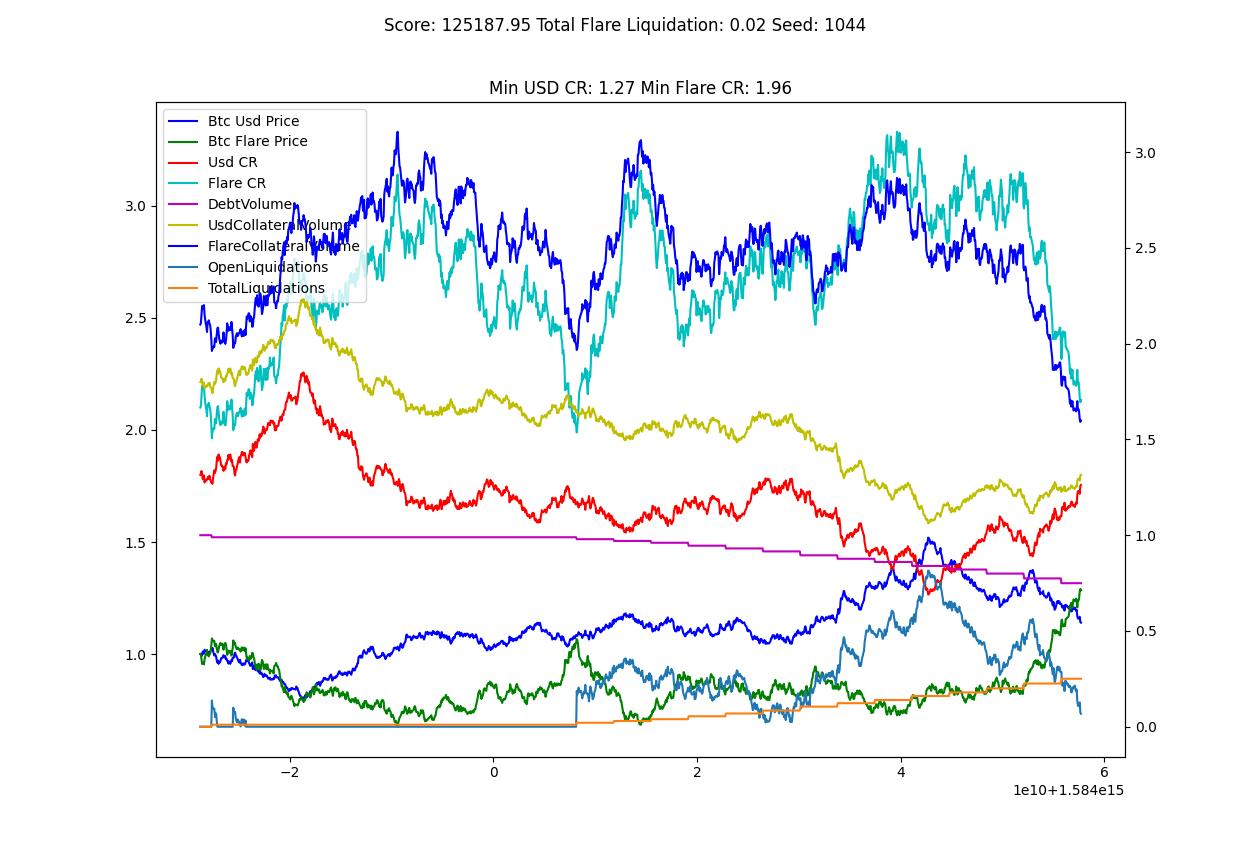 Score: 125187.95 Total Flare Liquidation: 0.02 Seed: 1044
Min USD CR: 1.27 Min Flare CR: 1.96
Btc Usd Price
Btc Flare Price
Usd CR
Flare CR
DebtVolume
UsdCollateralVolume
FlareCollateralVolume
OpenLiquidations
TotalLiquidations
3.0
2.5
2.0
1.5
1.0
3.0
2.5
2.0
1.5
1.0
0.5
0.0
−2 0 2 4 6
1e10+1.584e15